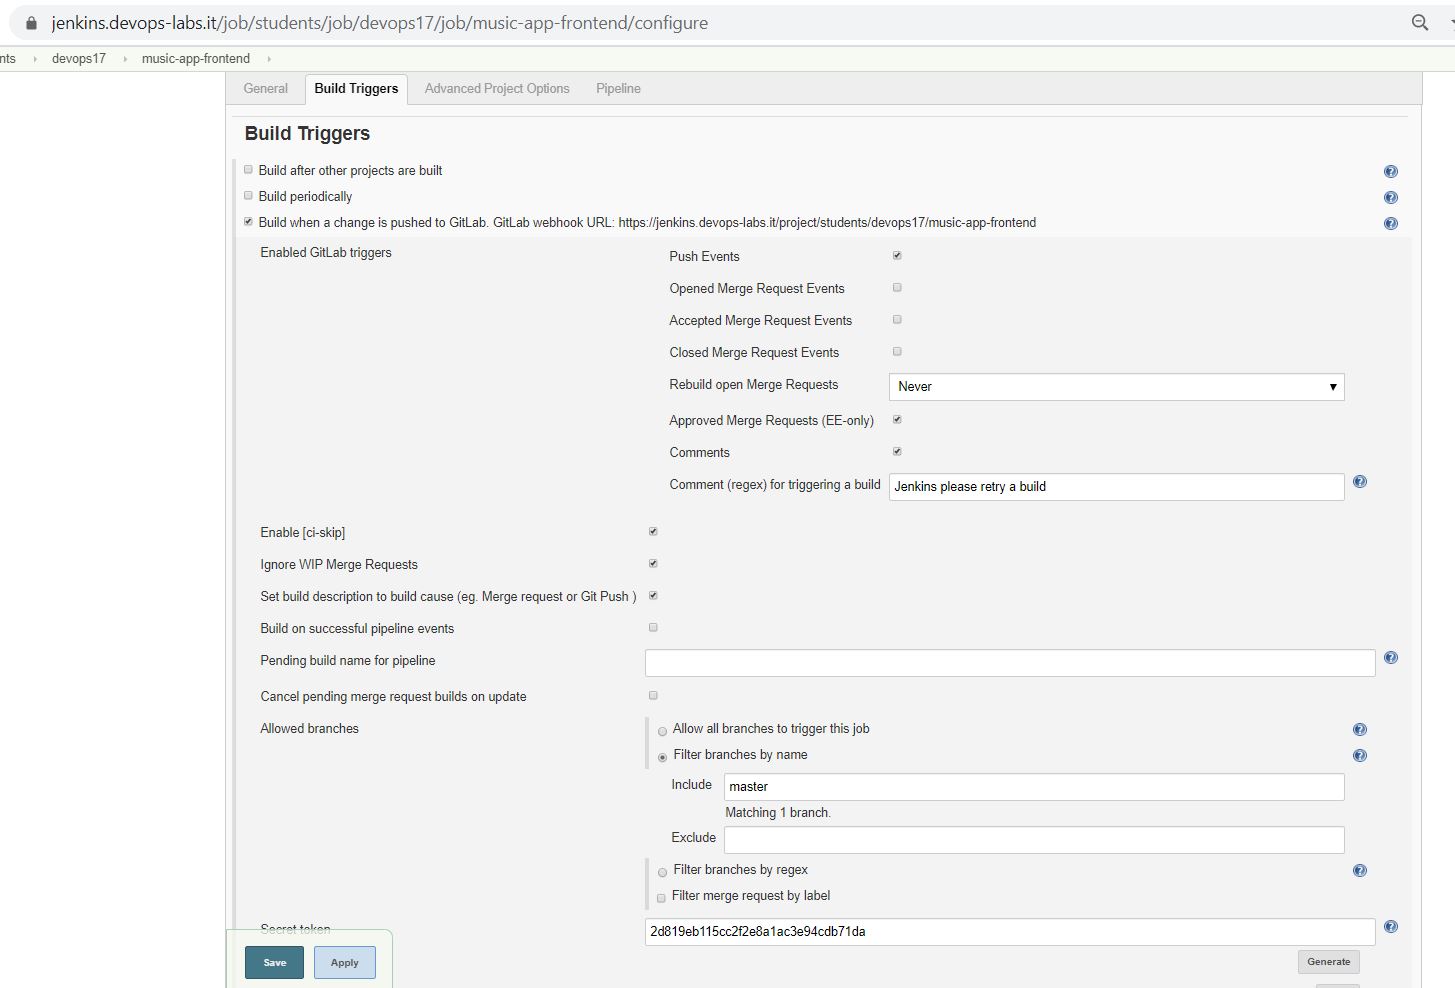 jenkins.devops-labs.it/job/students/job/devops17/job/music-app-frontend/configure
nts devops17 music-app-frontend
General Build Triggers Advanced Project Options Pipeline
Build Triggers
Build after other projects are built
Build periodically
Build when a change is pushed to GitLab. GitLab webhook URL: https://jenkins.devops-labs.it/project/students/devops17/music-app-frontend
Enabled GitLab triggers
Push Events
Opened Merge Request Events
Accepted Merge Request Events
Closed Merge Request Events
Rebuild open Merge Requests Never
Approved Merge Requests (EE-only)
Comments
Comment (regex) for triggering a build Jenkins please retry a build
Enable [ci-skip]
Ignore WIP Merge Requests
Set build description to build cause (eg. Merge request or Git Push )
Build on successful pipeline events
Pending build name for pipeline
Cancel pending merge request builds on update
Allowed branches
Allow all branches to trigger this job
Filter branches by name
Include master
Matching 1 branch.
Exclude
Filter branches by regex
Filter merge request by label
Secret token 2d819eb115cc2f2e8a1ac3e94cdb71da
Save Apply Generate